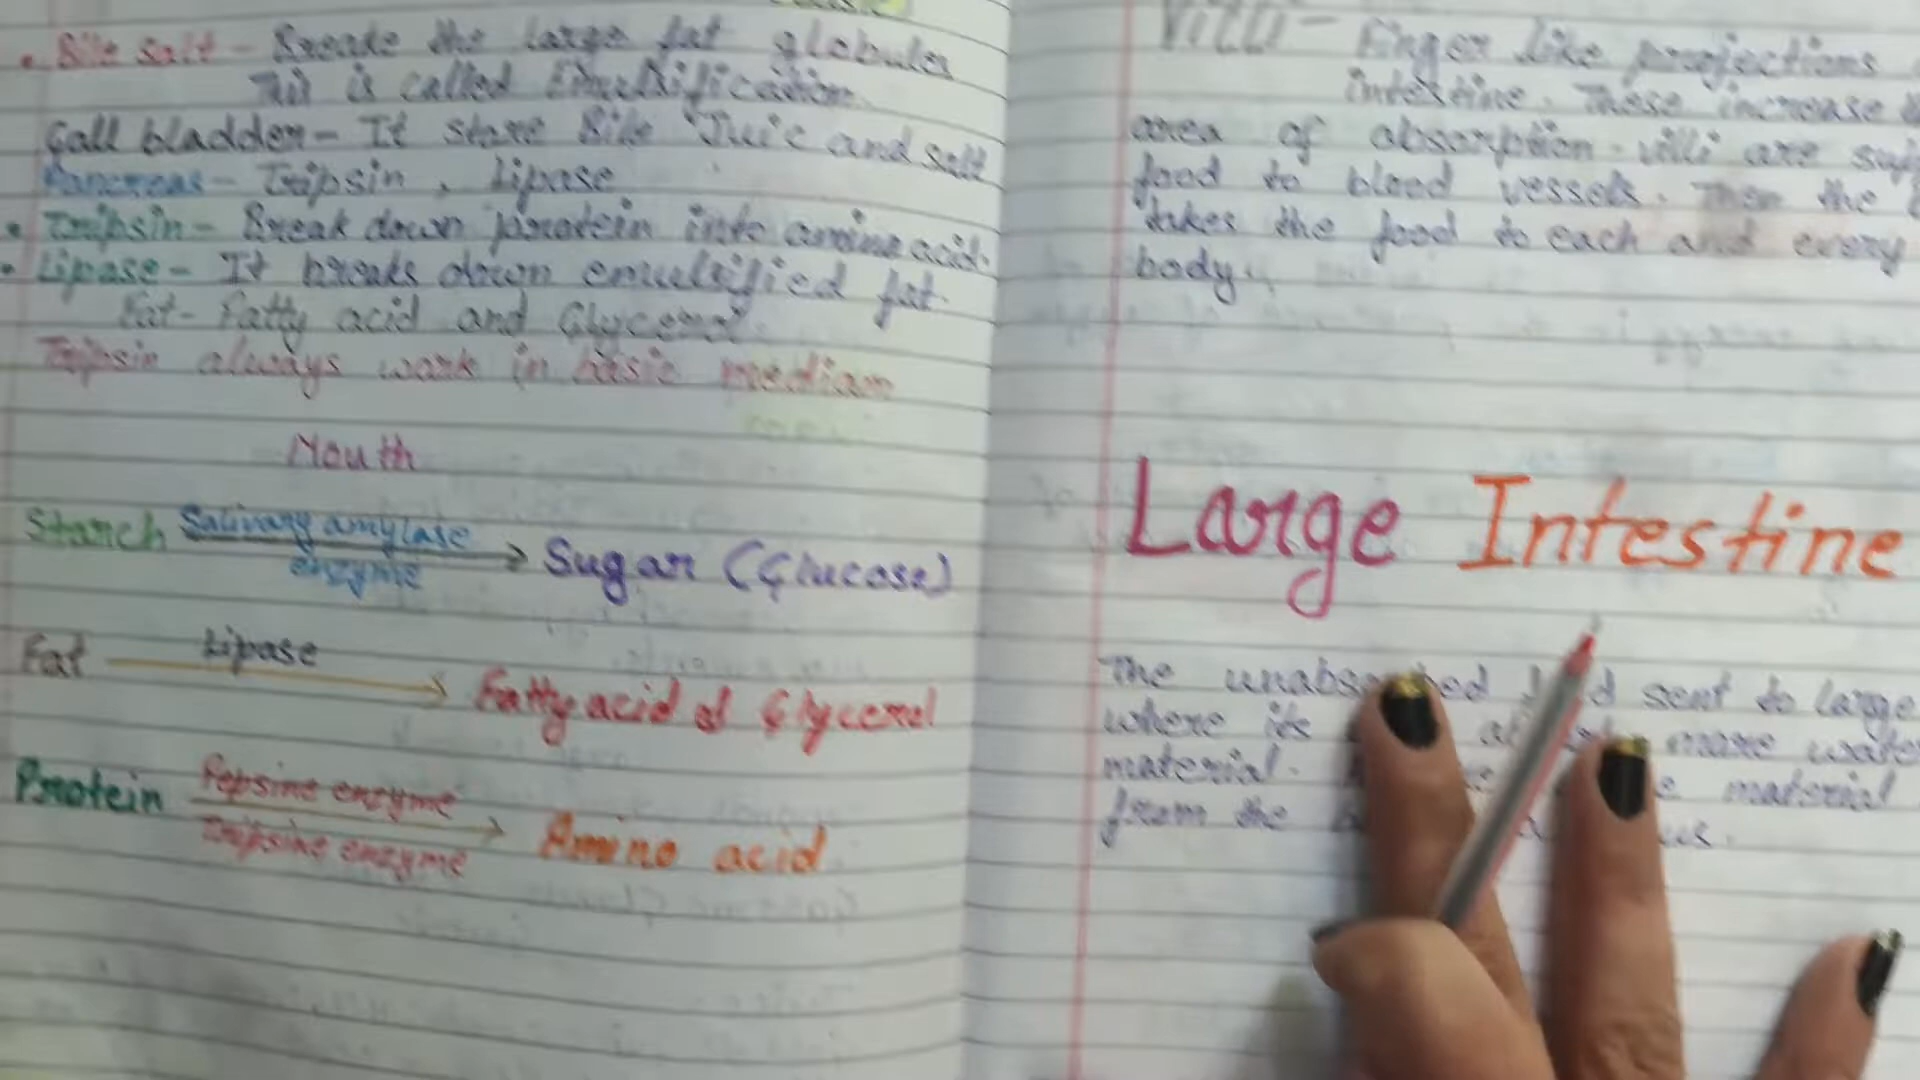 • Bile salt - Breake the large fat globules
This is called Emulsification.
Gall bladder - It store Bile Juic and salt
Pancreas - Tripsin , Lipase
• Tripsin - Break down protein into amino acid.
• Lipase - It breaks down emulsified fat.
Fat - Fatty acid and Glycerol.
Tripsin always work in basic median
Mouth
Starch Salivary amylase enzyme → Sugar (Glucose)
Fat Lipase → Fatty acid & Glycerol
Protein Pepsine enzyme Tripsine enzyme → Amino acid
Villi - Finger like projections
intestine. These increase
area of absorption. villi are
food to blood vessels. Then the
takes the food to each and every
body.
Large Intestine
The sent to large
where its more
material. material
from the